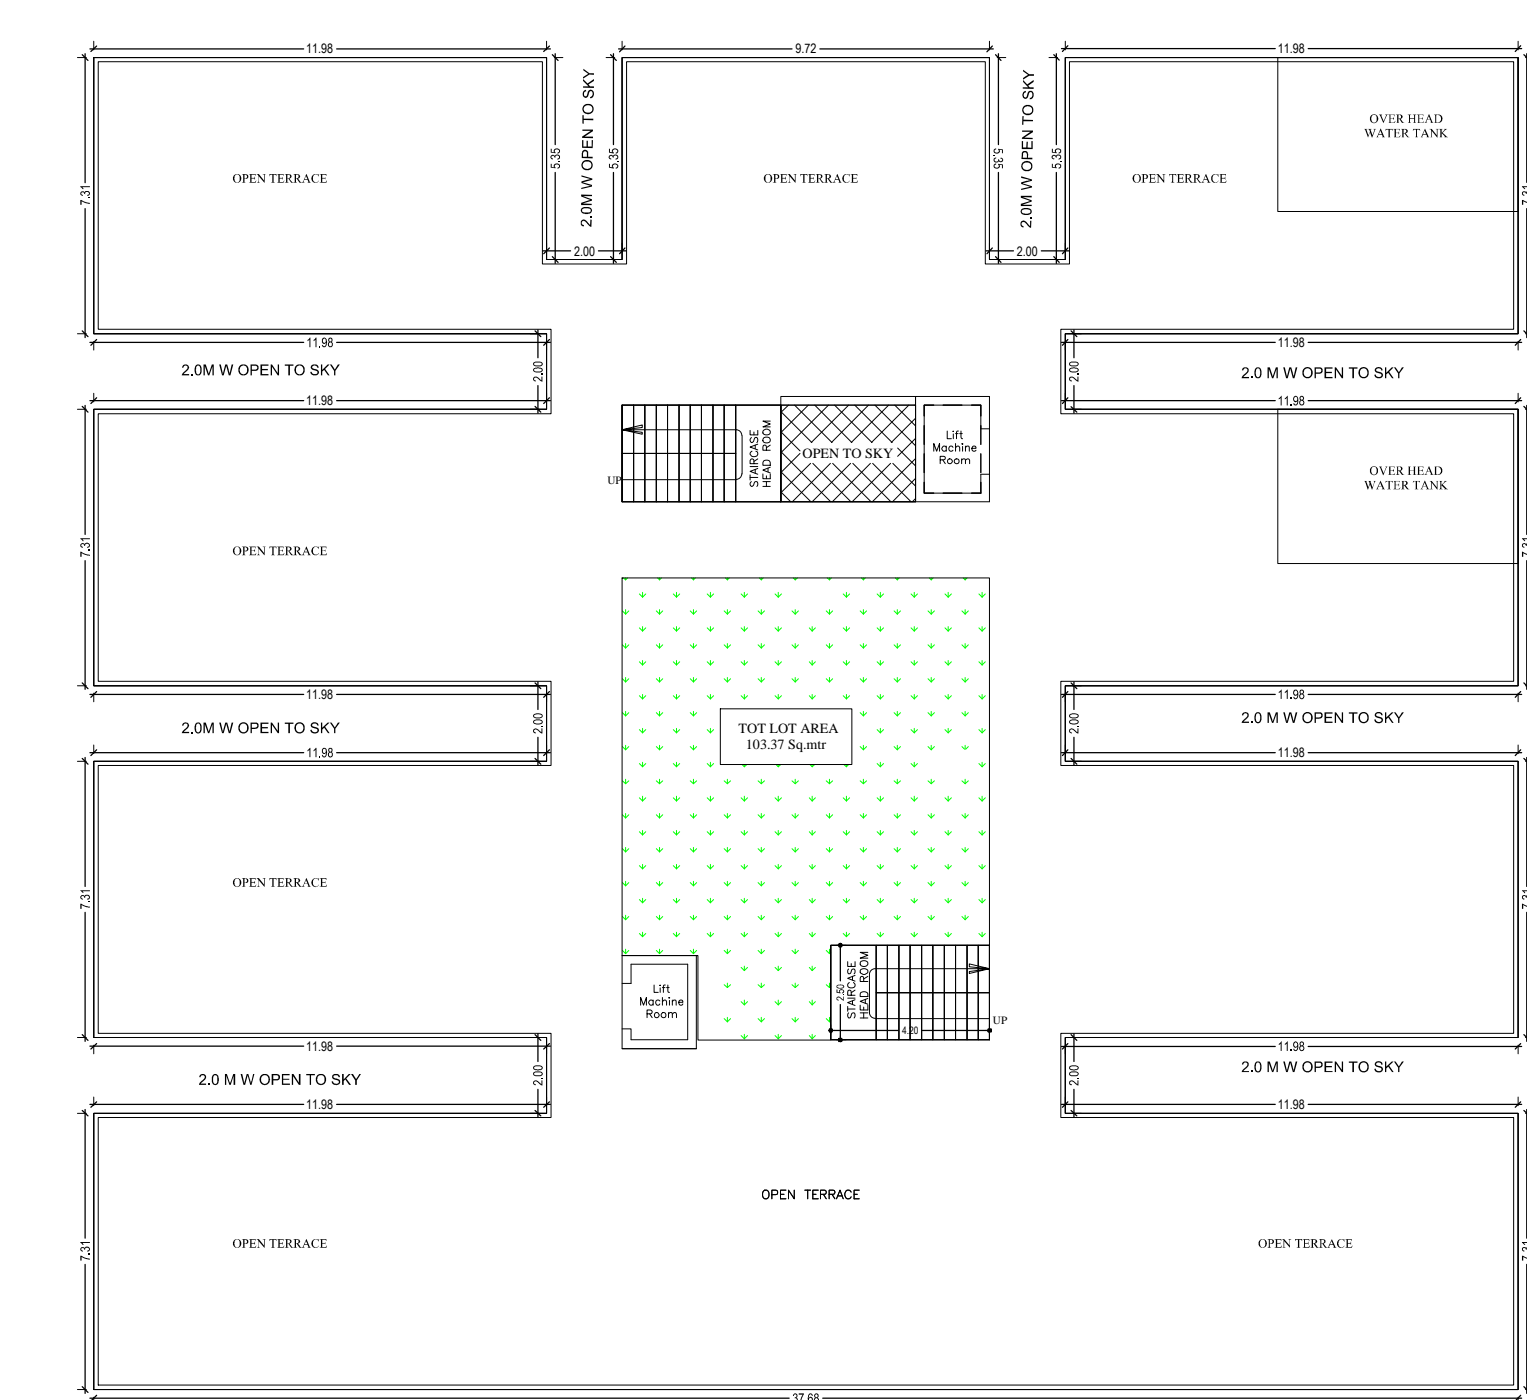 11.98
9.72
11.98
2.0M W OPEN TO SKY
2.0M W OPEN TO SKY
OVER HEAD
WATER TANK
5.35
5.35
5.35
5.35
7.31
OPEN TERRACE
OPEN TERRACE
OPEN TERRACE
7.31
2.00
2.00
11.98
11.98
2.0M W OPEN TO SKY
2.00
2.00
2.0 M W OPEN TO SKY
11.98
11.98
STAIRCASE
HEAD ROOM
OPEN TO SKY
Lift
Machine
Room
UP
OVER HEAD
WATER TANK
7.31
OPEN TERRACE
7.31
11.98
11.98
2.0M W OPEN TO SKY
2.00
TOT LOT AREA
103.37 Sq.mtr
2.00
2.0 M W OPEN TO SKY
11.98
11.98
7.31
OPEN TERRACE
7.31
Lift
Machine
Room
2.50
STAIRCASE
HEAD ROOM
4.20
UP
11.98
11.98
2.0 M W OPEN TO SKY
2.00
2.00
2.0 M W OPEN TO SKY
11.98
11.98
OPEN TERRACE
7.31
OPEN TERRACE
OPEN TERRACE
7.31
37.68